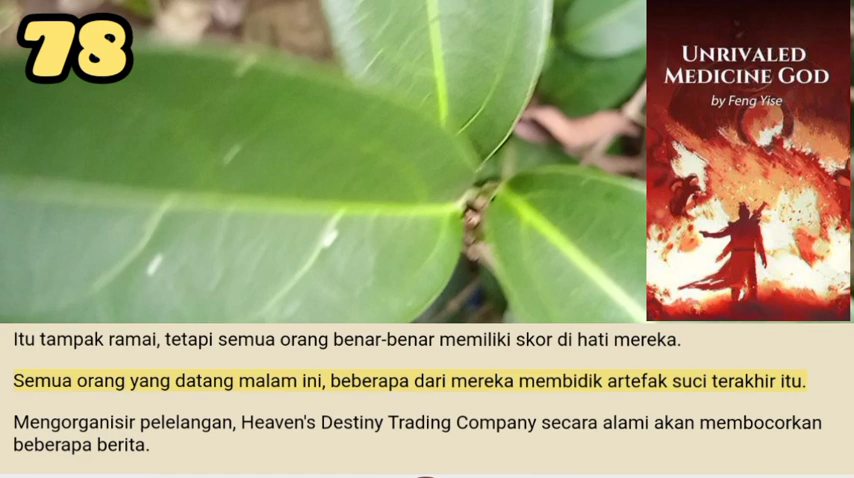 78
UNRIVALED
MEDICINE GOD
by Feng Yise
Itu tampak ramai, tetapi semua orang benar-benar memiliki skor di hati mereka.
Semua orang yang datang malam ini, beberapa dari mereka membidik artefak suci terakhir itu.
Mengorganisir pelelangan, Heaven's Destiny Trading Company secara alami akan membocorkan
beberapa berita.